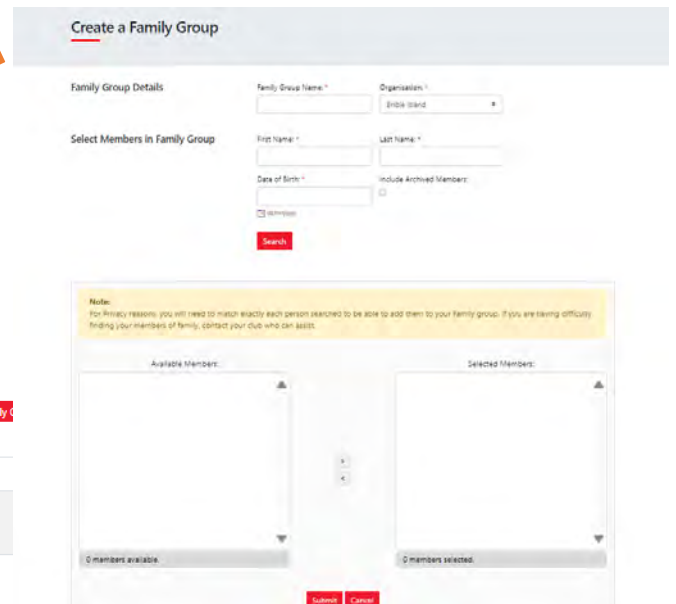 Create a Family Group
Family Group Details
Family Group Name: *
Organisation: *
Bribie Island
Select Members in Family Group
First Name: *
Last Name: *
Date of Birth: *
Include Archived Members:
Search
Note:
For Privacy reasons, you will need to match exactly each person searched to be able to add them to your Family group. If you are having difficulty
finding your members of family, contact your club who can assist.
Available Members:
Selected Members:
>
<
0 members available.
0 members selected.
Submit
Cancel